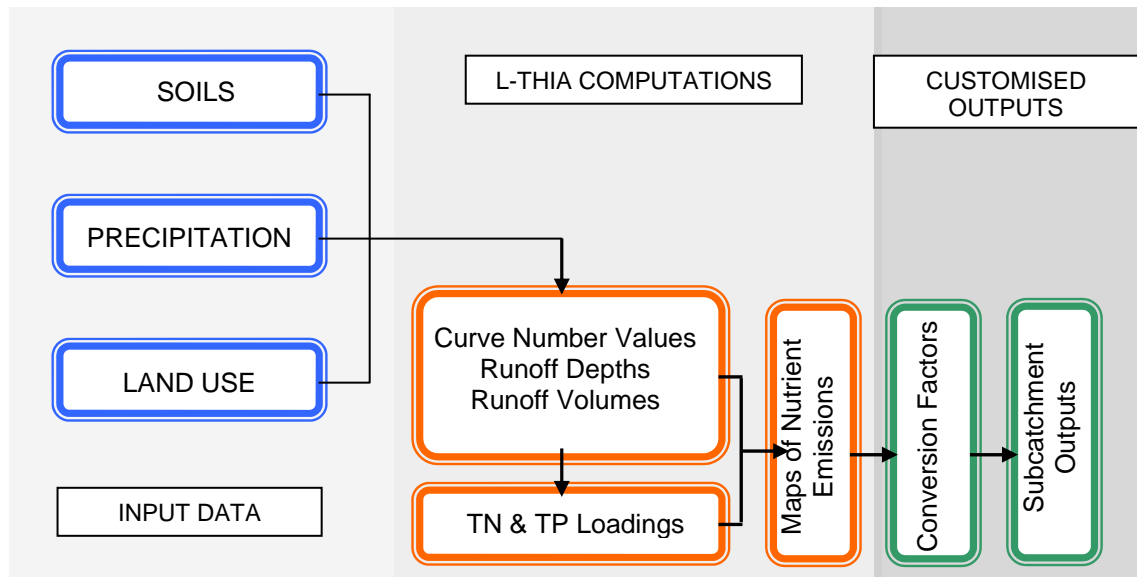 SOILS
PRECIPITATION
LAND USE
INPUT DATA
L-THIA COMPUTATIONS
Curve Number Values
Runoff Depths
Runoff Volumes
TN & TP Loadings
Maps of Nutrient
Emissions
CUSTOMISED
OUTPUTS
Conversion Factors
Subcatchment
Outputs